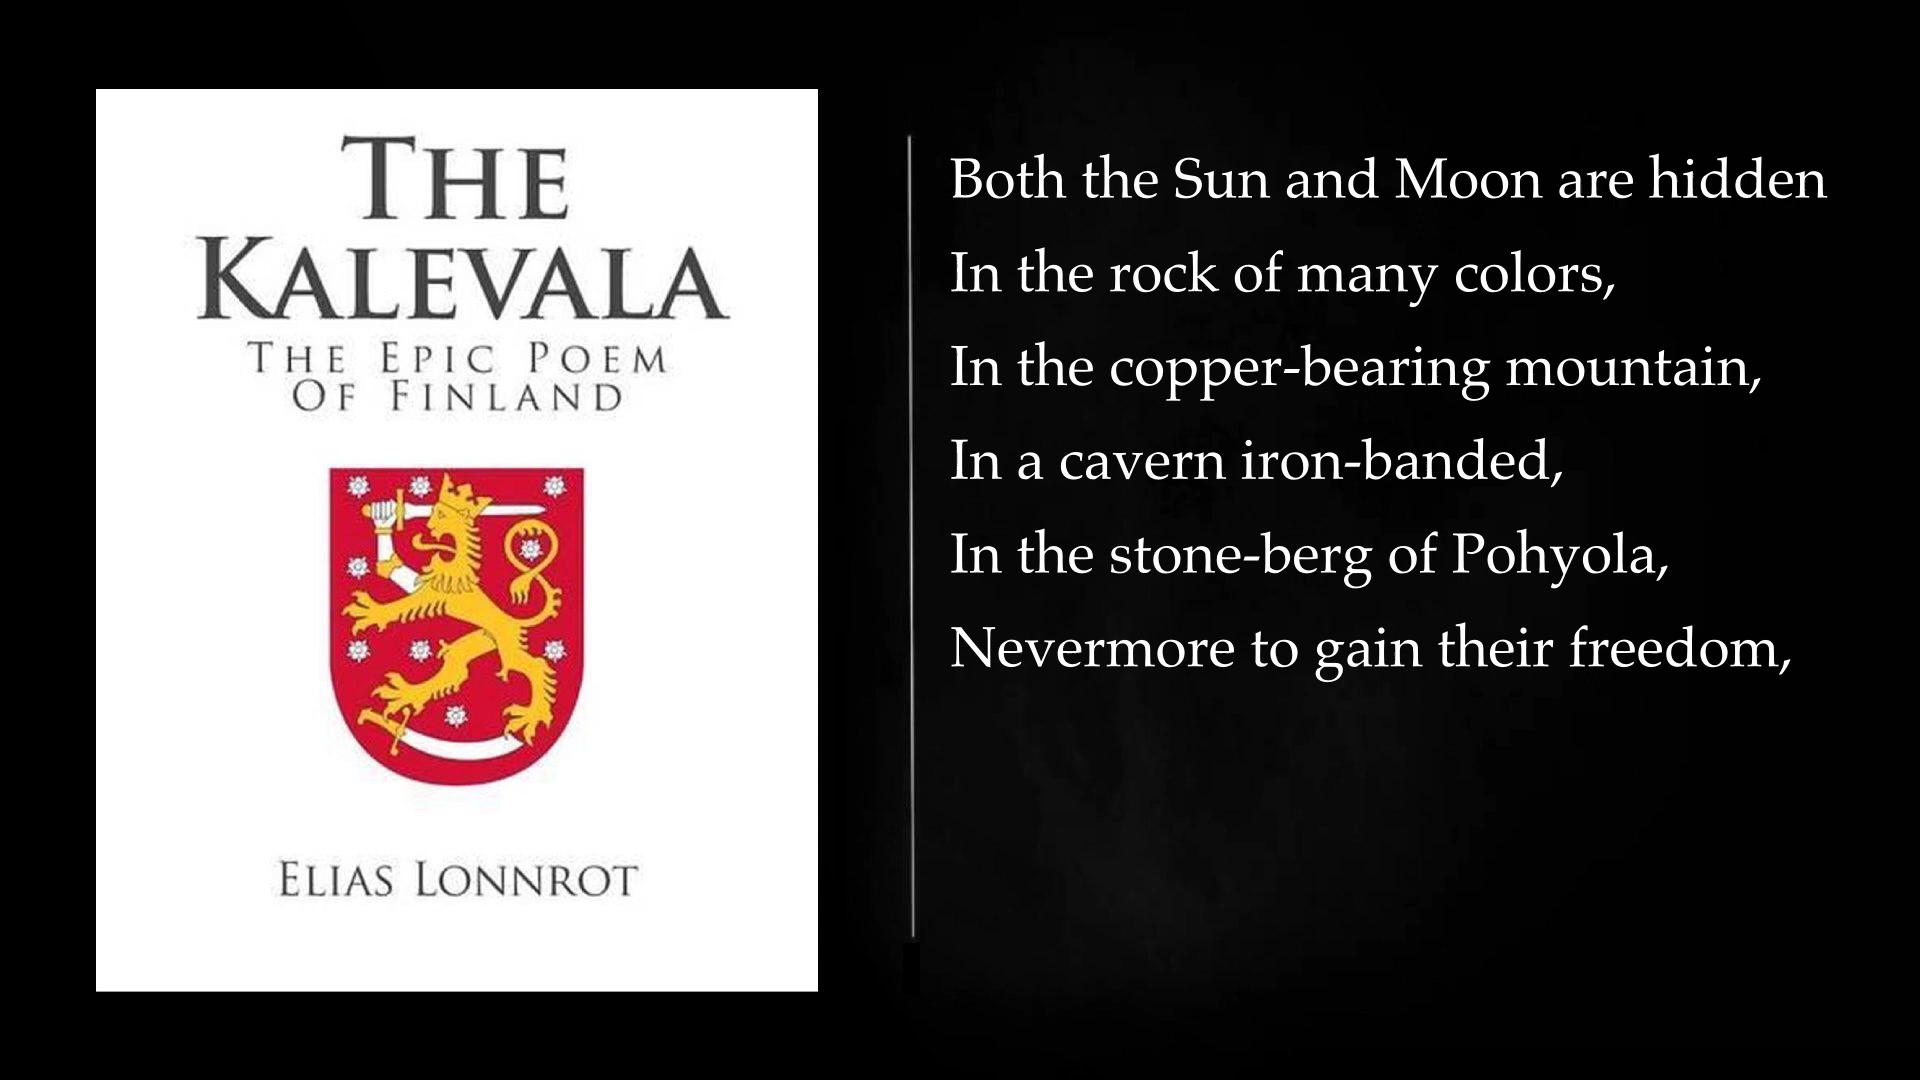 THE
KALEVALA
THE EPIC POEM
OF FINLAND
ELIAS LONNROT
Both the Sun and Moon are hidden
In the rock of many colors,
In the copper-bearing mountain,
In a cavern iron-banded,
In the stone-berg of Pohyola,
Nevermore to gain their freedom,